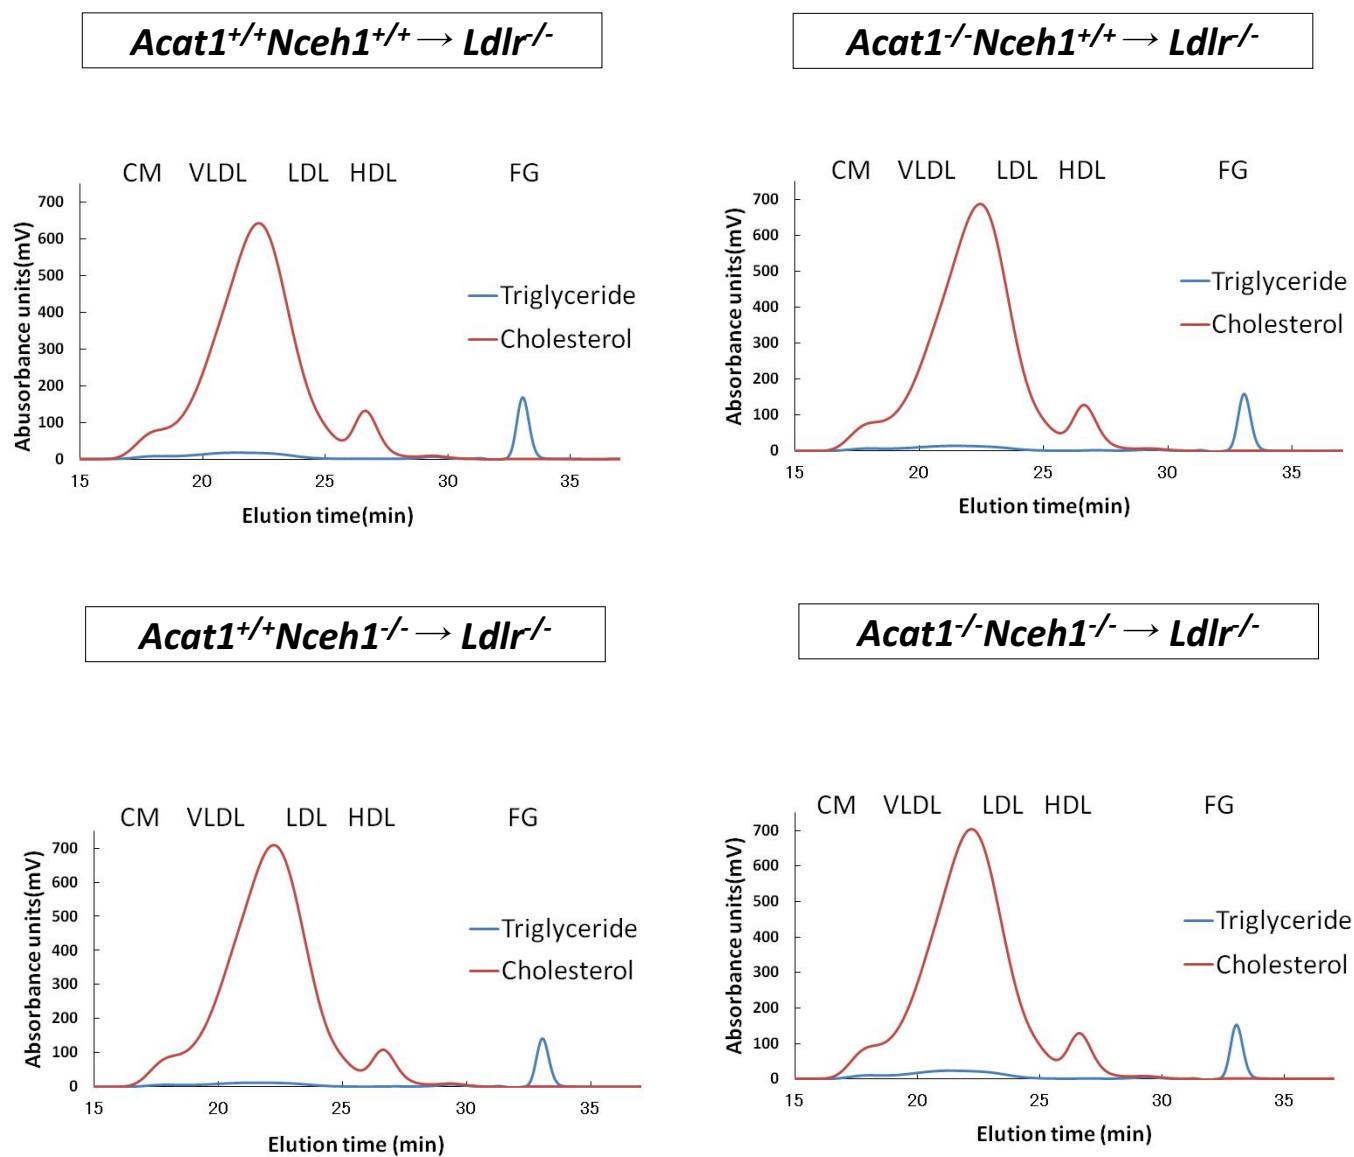 Acat1+/+Nceh1+/+→ Ldlr-/-
CM VLDL LDL HDL FG
700
600
500
400
300
200
100
0
Abusorbance units(mV)
Triglyceride
Cholesterol
15 20 25 30 35
Elution time(min)
Acat1-/-Nceh1+/+→ Ldlr-/-
CM VLDL LDL HDL FG
700
600
500
400
300
200
100
0
Absorbance units(mV)
Triglyceride
Cholesterol
15 20 25 30 35
Elution time(min)
Acat1+/+Nceh1-/-→ Ldlr-/-
CM VLDL LDL HDL FG
700
600
500
400
300
200
100
0
Absorbance units(mV)
Triglyceride
Cholesterol
15 20 25 30 35
Elution time (min)
Acat1-/-Nceh1-/-→ Ldlr-/-
CM VLDL LDL HDL FG
700
600
500
400
300
200
100
0
Absorbance units(mV)
Triglyceride
Cholesterol
15 20 25 30 35
Elution time (min)